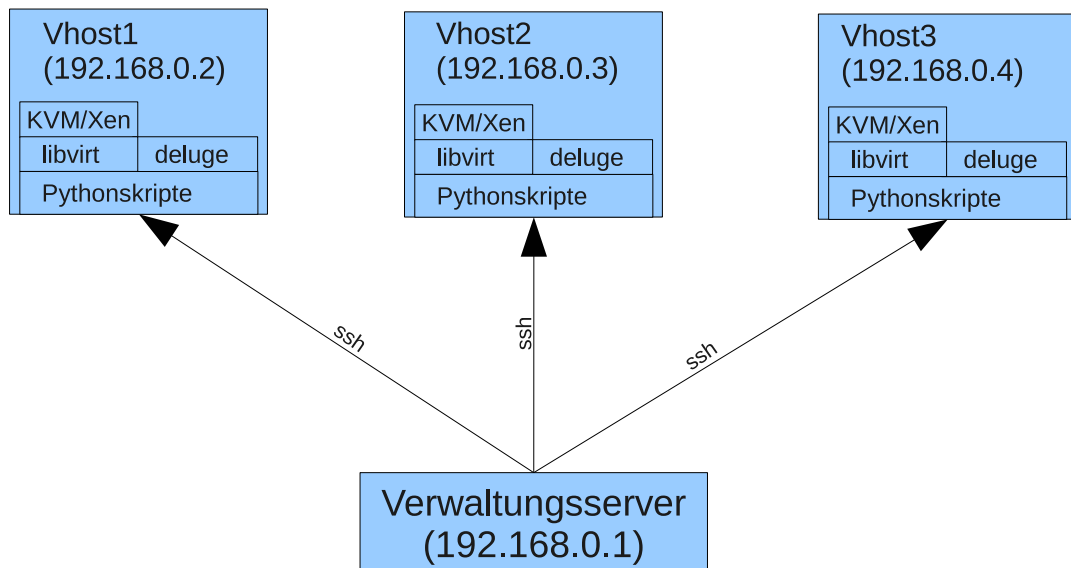 Vhost1
(192.168.0.2)
KVM/Xen
libvirt
deluge
Pythonskripte
Vhost2
(192.168.0.3)
KVM/Xen
libvirt
deluge
Pythonskripte
Vhost3
(192.168.0.4)
KVM/Xen
libvirt
deluge
Pythonskripte
ssh
ssh
ssh
Verwaltungsserver
(192.168.0.1)